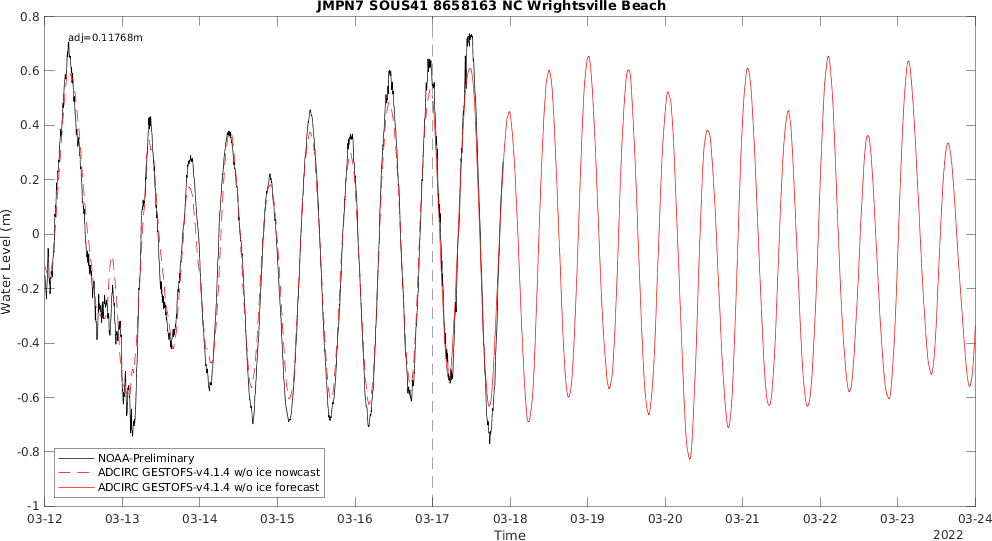 JMPN7 SOUS41 8658163 NC Wrightsville Beach
adj=0.11768m
0.8
0.6
0.4
0.2
0
-0.2
-0.4
-0.6
-0.8
-1
Water Level (m)
NOAA-Preliminary
ADCIRC GESTOFS-v4.1.4 w/o ice nowcast
ADCIRC GESTOFS-v4.1.4 w/o ice forecast
03-12 03-13 03-14 03-15 03-16 03-17 03-18 03-19 03-20 03-21 03-22 03-23 03-24
Time
2022